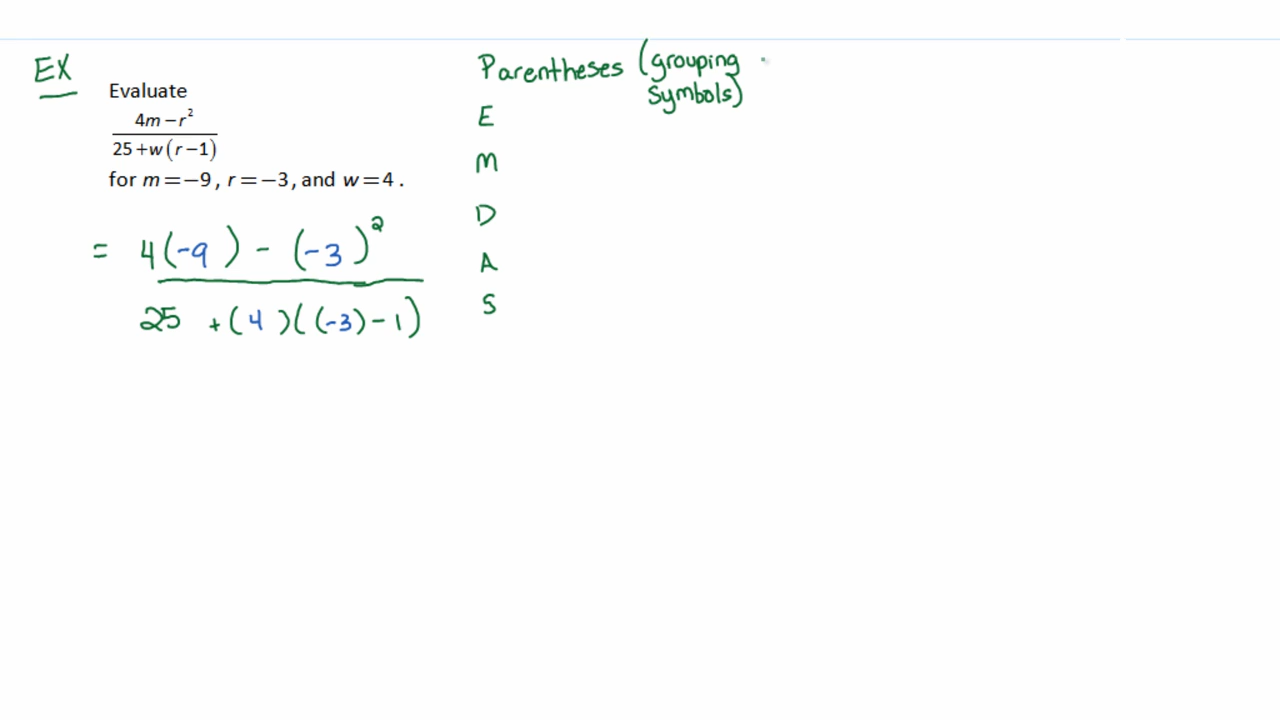 EX
Evaluate
4m−r²
25+w(r−1)
for m=−9, r=−3, and w=4.
= 4(-9) - (-3)²
25 +(4)((-3)-1)
Parentheses (grouping
symbols)
E
M
D
A
S